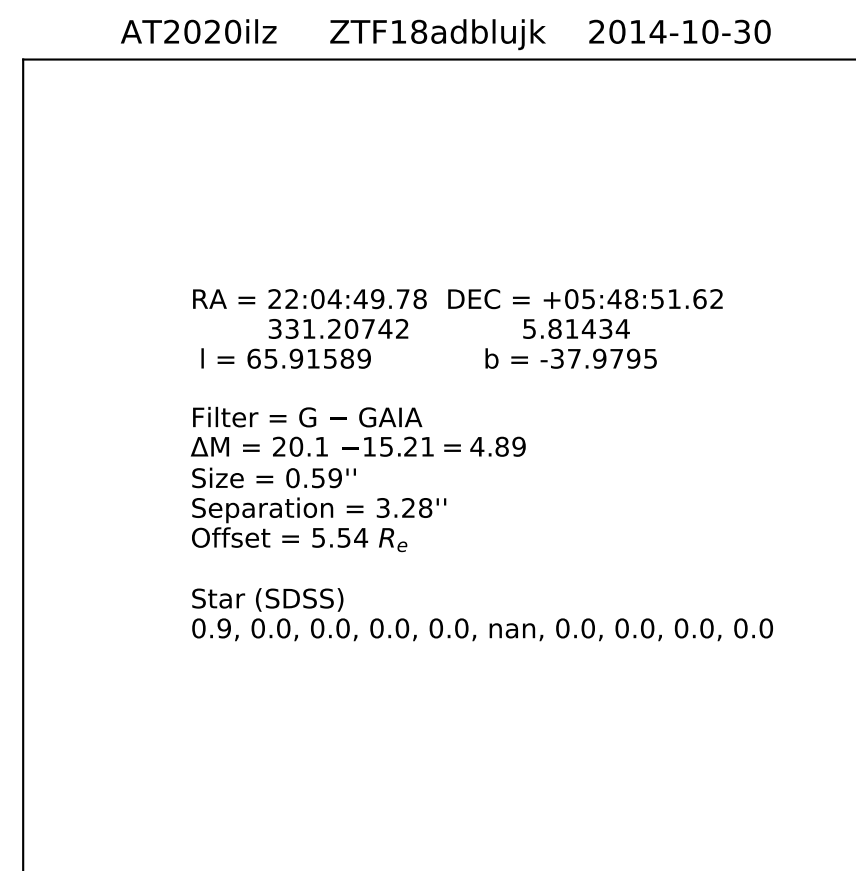 AT2020ilz ZTF18adblujk 2014-10-30
RA = 22:04:49.78 DEC = +05:48:51.62
331.20742 5.81434
l = 65.91589 b = -37.9795
Filter = G − GAIA
ΔM = 20.1 −15.21 = 4.89
Size = 0.59''
Separation = 3.28''
Offset = 5.54 Re
Star (SDSS)
0.9, 0.0, 0.0, 0.0, 0.0, nan, 0.0, 0.0, 0.0, 0.0